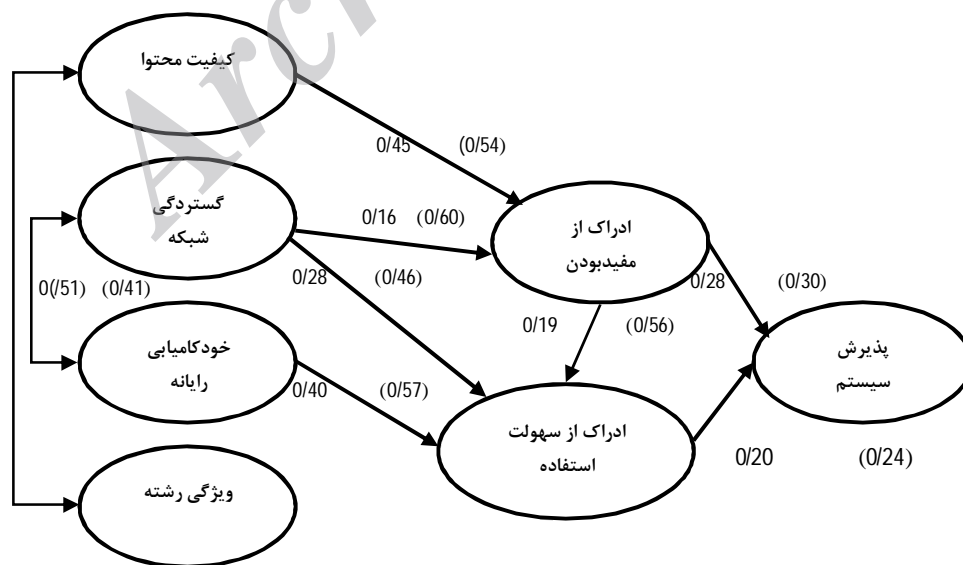 کیفیت محتوا
0/45 (0/54)
گستردگی
شبکه
0/16 (0/60)
ادراک از
مفیدبودن
0/28 (0/46)
0/28 (0/30)
0(/51) (0/41)
0/19 (0/56)
خودکامیابی
رایانه
پذیرش
سیستم
0/40 (0/57)
ادراک از سهولت
استفاده
0/20 (0/24)
ویژگی رشته